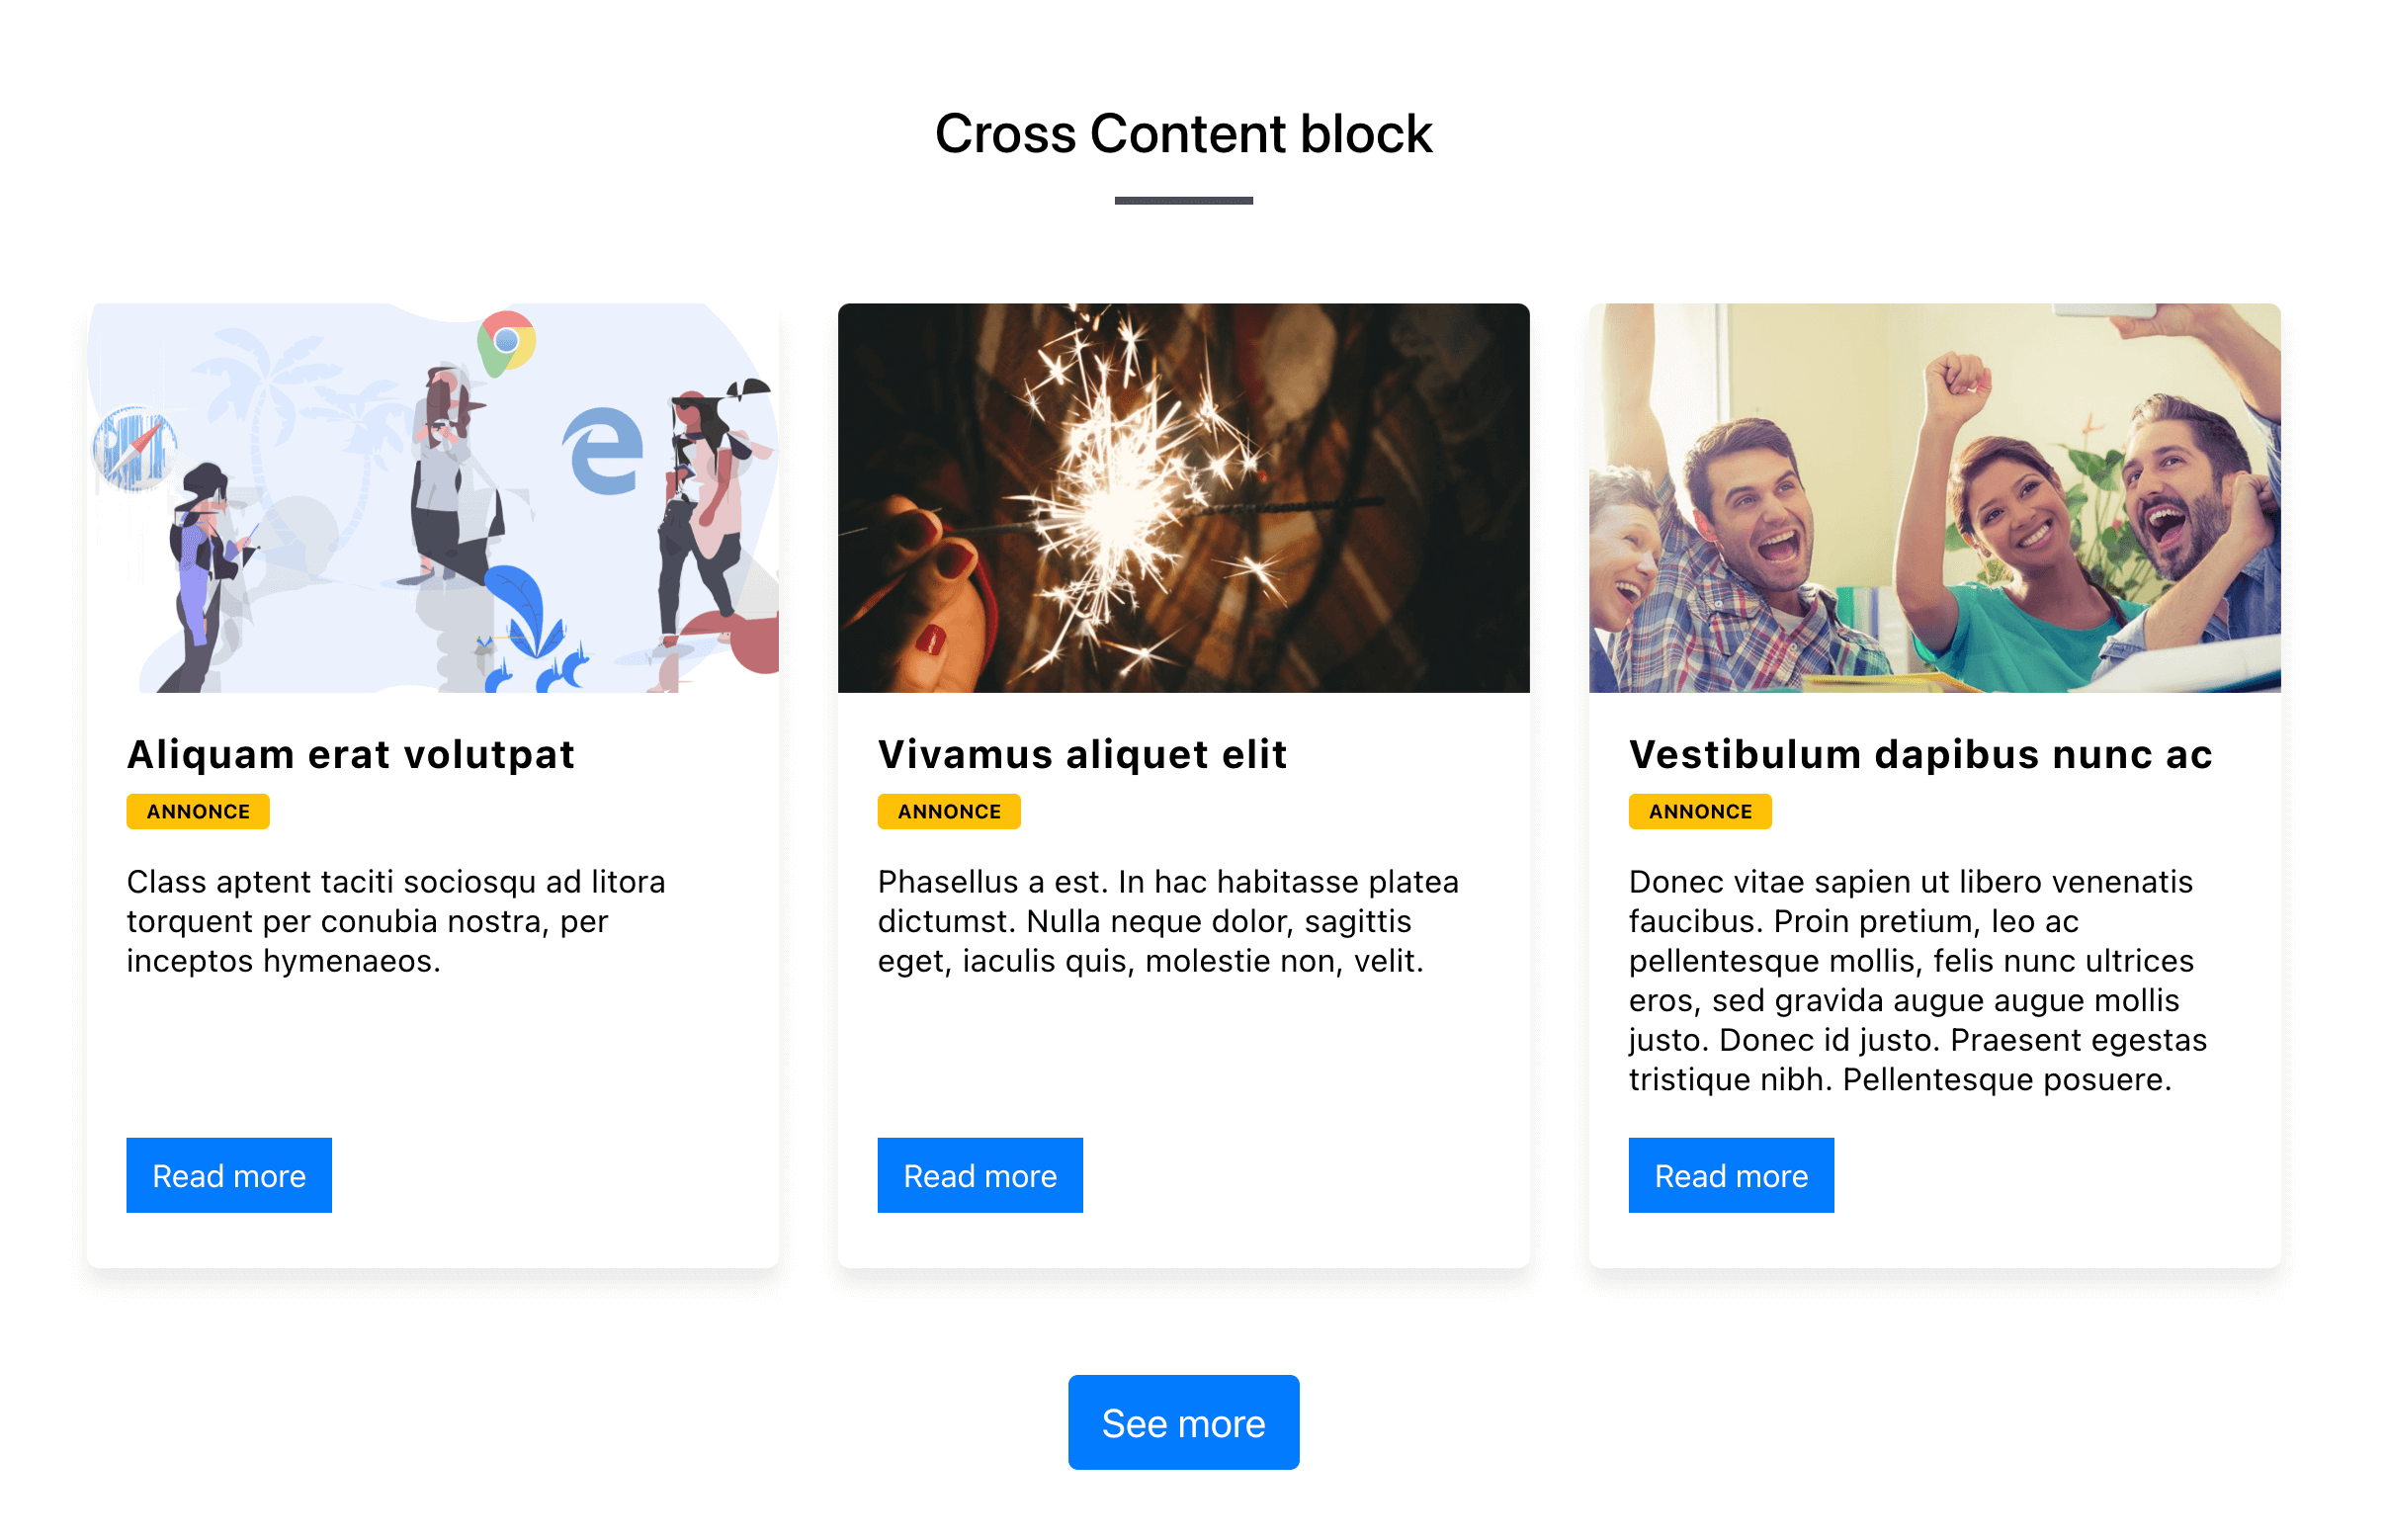 Cross Content block
Aliquam erat volutpat
ANNONCE
Class aptent taciti sociosqu ad litora
torquent per conubia nostra, per
inceptos hymenaeos.
Read more
Vivamus aliquet elit
ANNONCE
Phasellus a est. In hac habitasse platea
dictumst. Nulla neque dolor, sagittis
eget, iaculis quis, molestie non, velit.
Read more
Vestibulum dapibus nunc ac
ANNONCE
Donec vitae sapien ut libero venenatis
faucibus. Proin pretium, leo ac
pellentesque mollis, felis nunc ultrices
eros, sed gravida augue augue mollis
justo. Donec id justo. Praesent egestas
tristique nibh. Pellentesque posuere.
Read more
See more